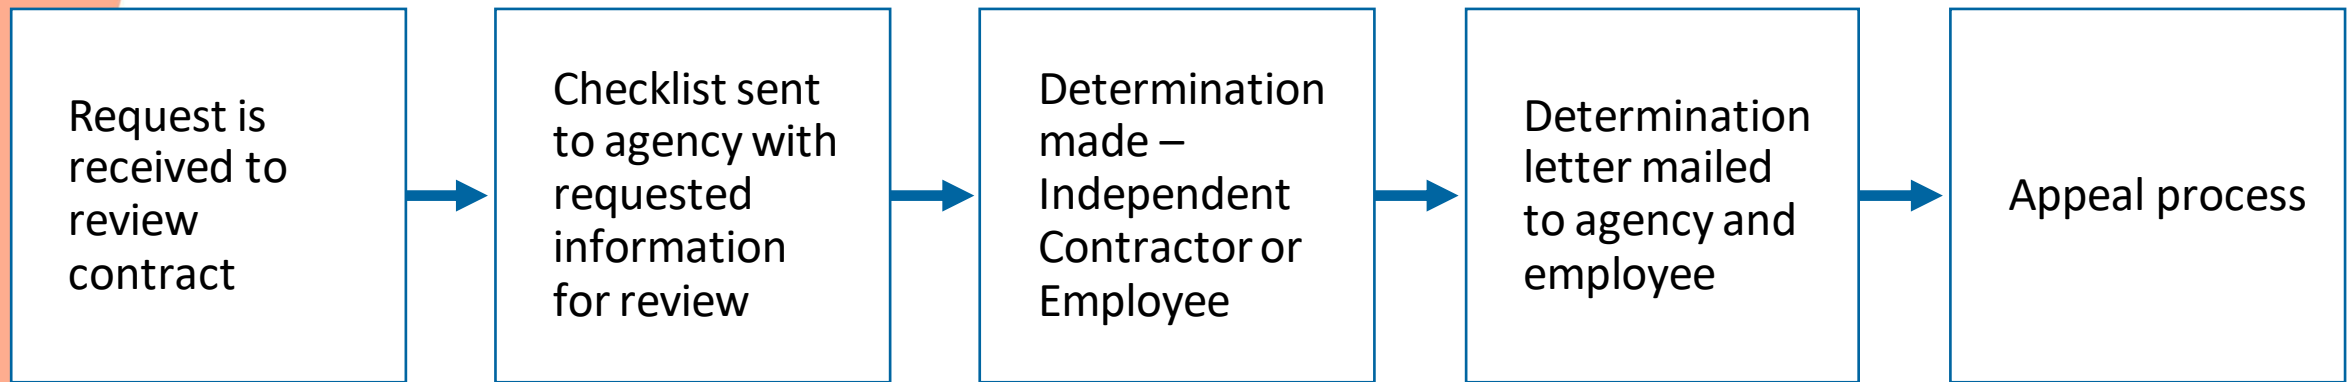 Request is
received to
review
contract
Checklist sent
to agency with
requested
information
for review
Determination
made –
Independent
Contractor or
Employee
Determination
letter mailed
to agency and
employee
Appeal process